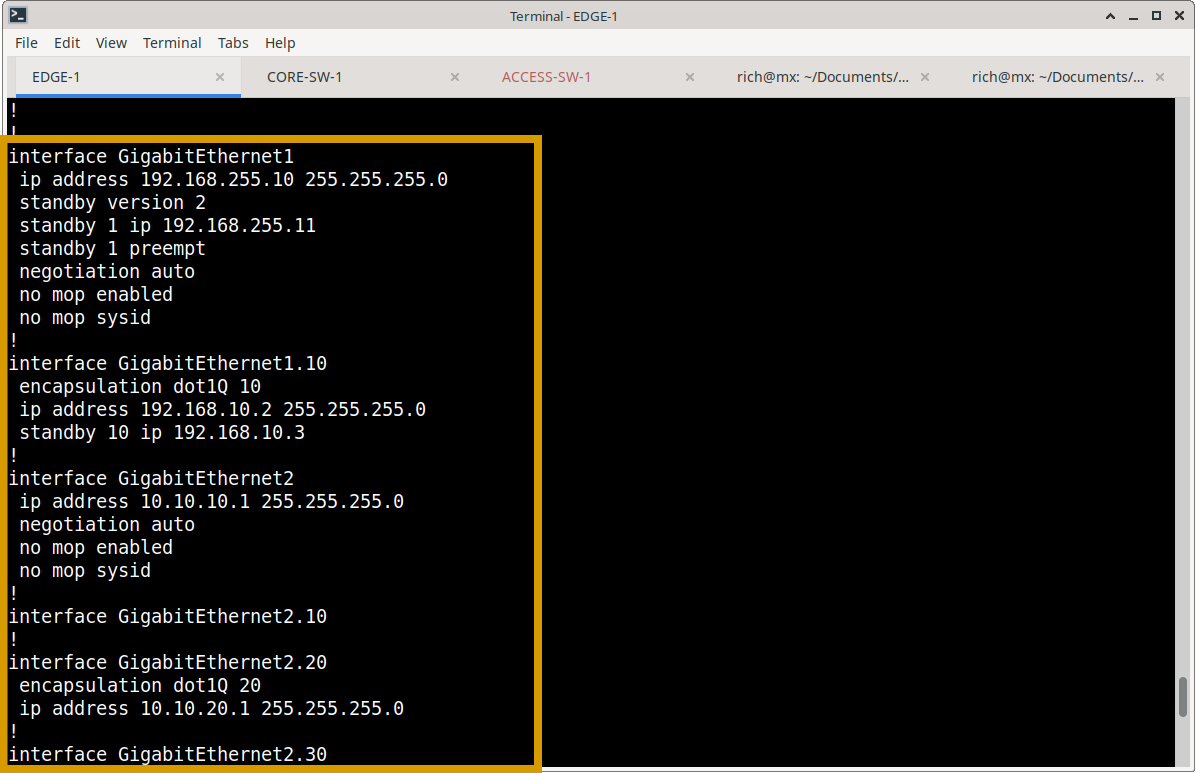 Terminal - EDGE-1
File Edit View Terminal Tabs Help
EDGE-1 CORE-SW-1 ACCESS-SW-1 rich@mx: ~/Documents/... rich@mx: ~/Documents/...
!
!
interface GigabitEthernet1
 ip address 192.168.255.10 255.255.255.0
 standby version 2
 standby 1 ip 192.168.255.11
 standby 1 preempt
 negotiation auto
 no mop enabled
 no mop sysid
!
interface GigabitEthernet1.10
 encapsulation dot1Q 10
 ip address 192.168.10.2 255.255.255.0
 standby 10 ip 192.168.10.3
!
interface GigabitEthernet2
 ip address 10.10.10.1 255.255.255.0
 negotiation auto
 no mop enabled
 no mop sysid
!
interface GigabitEthernet2.10
!
interface GigabitEthernet2.20
 encapsulation dot1Q 20
 ip address 10.10.20.1 255.255.255.0
!
interface GigabitEthernet2.30